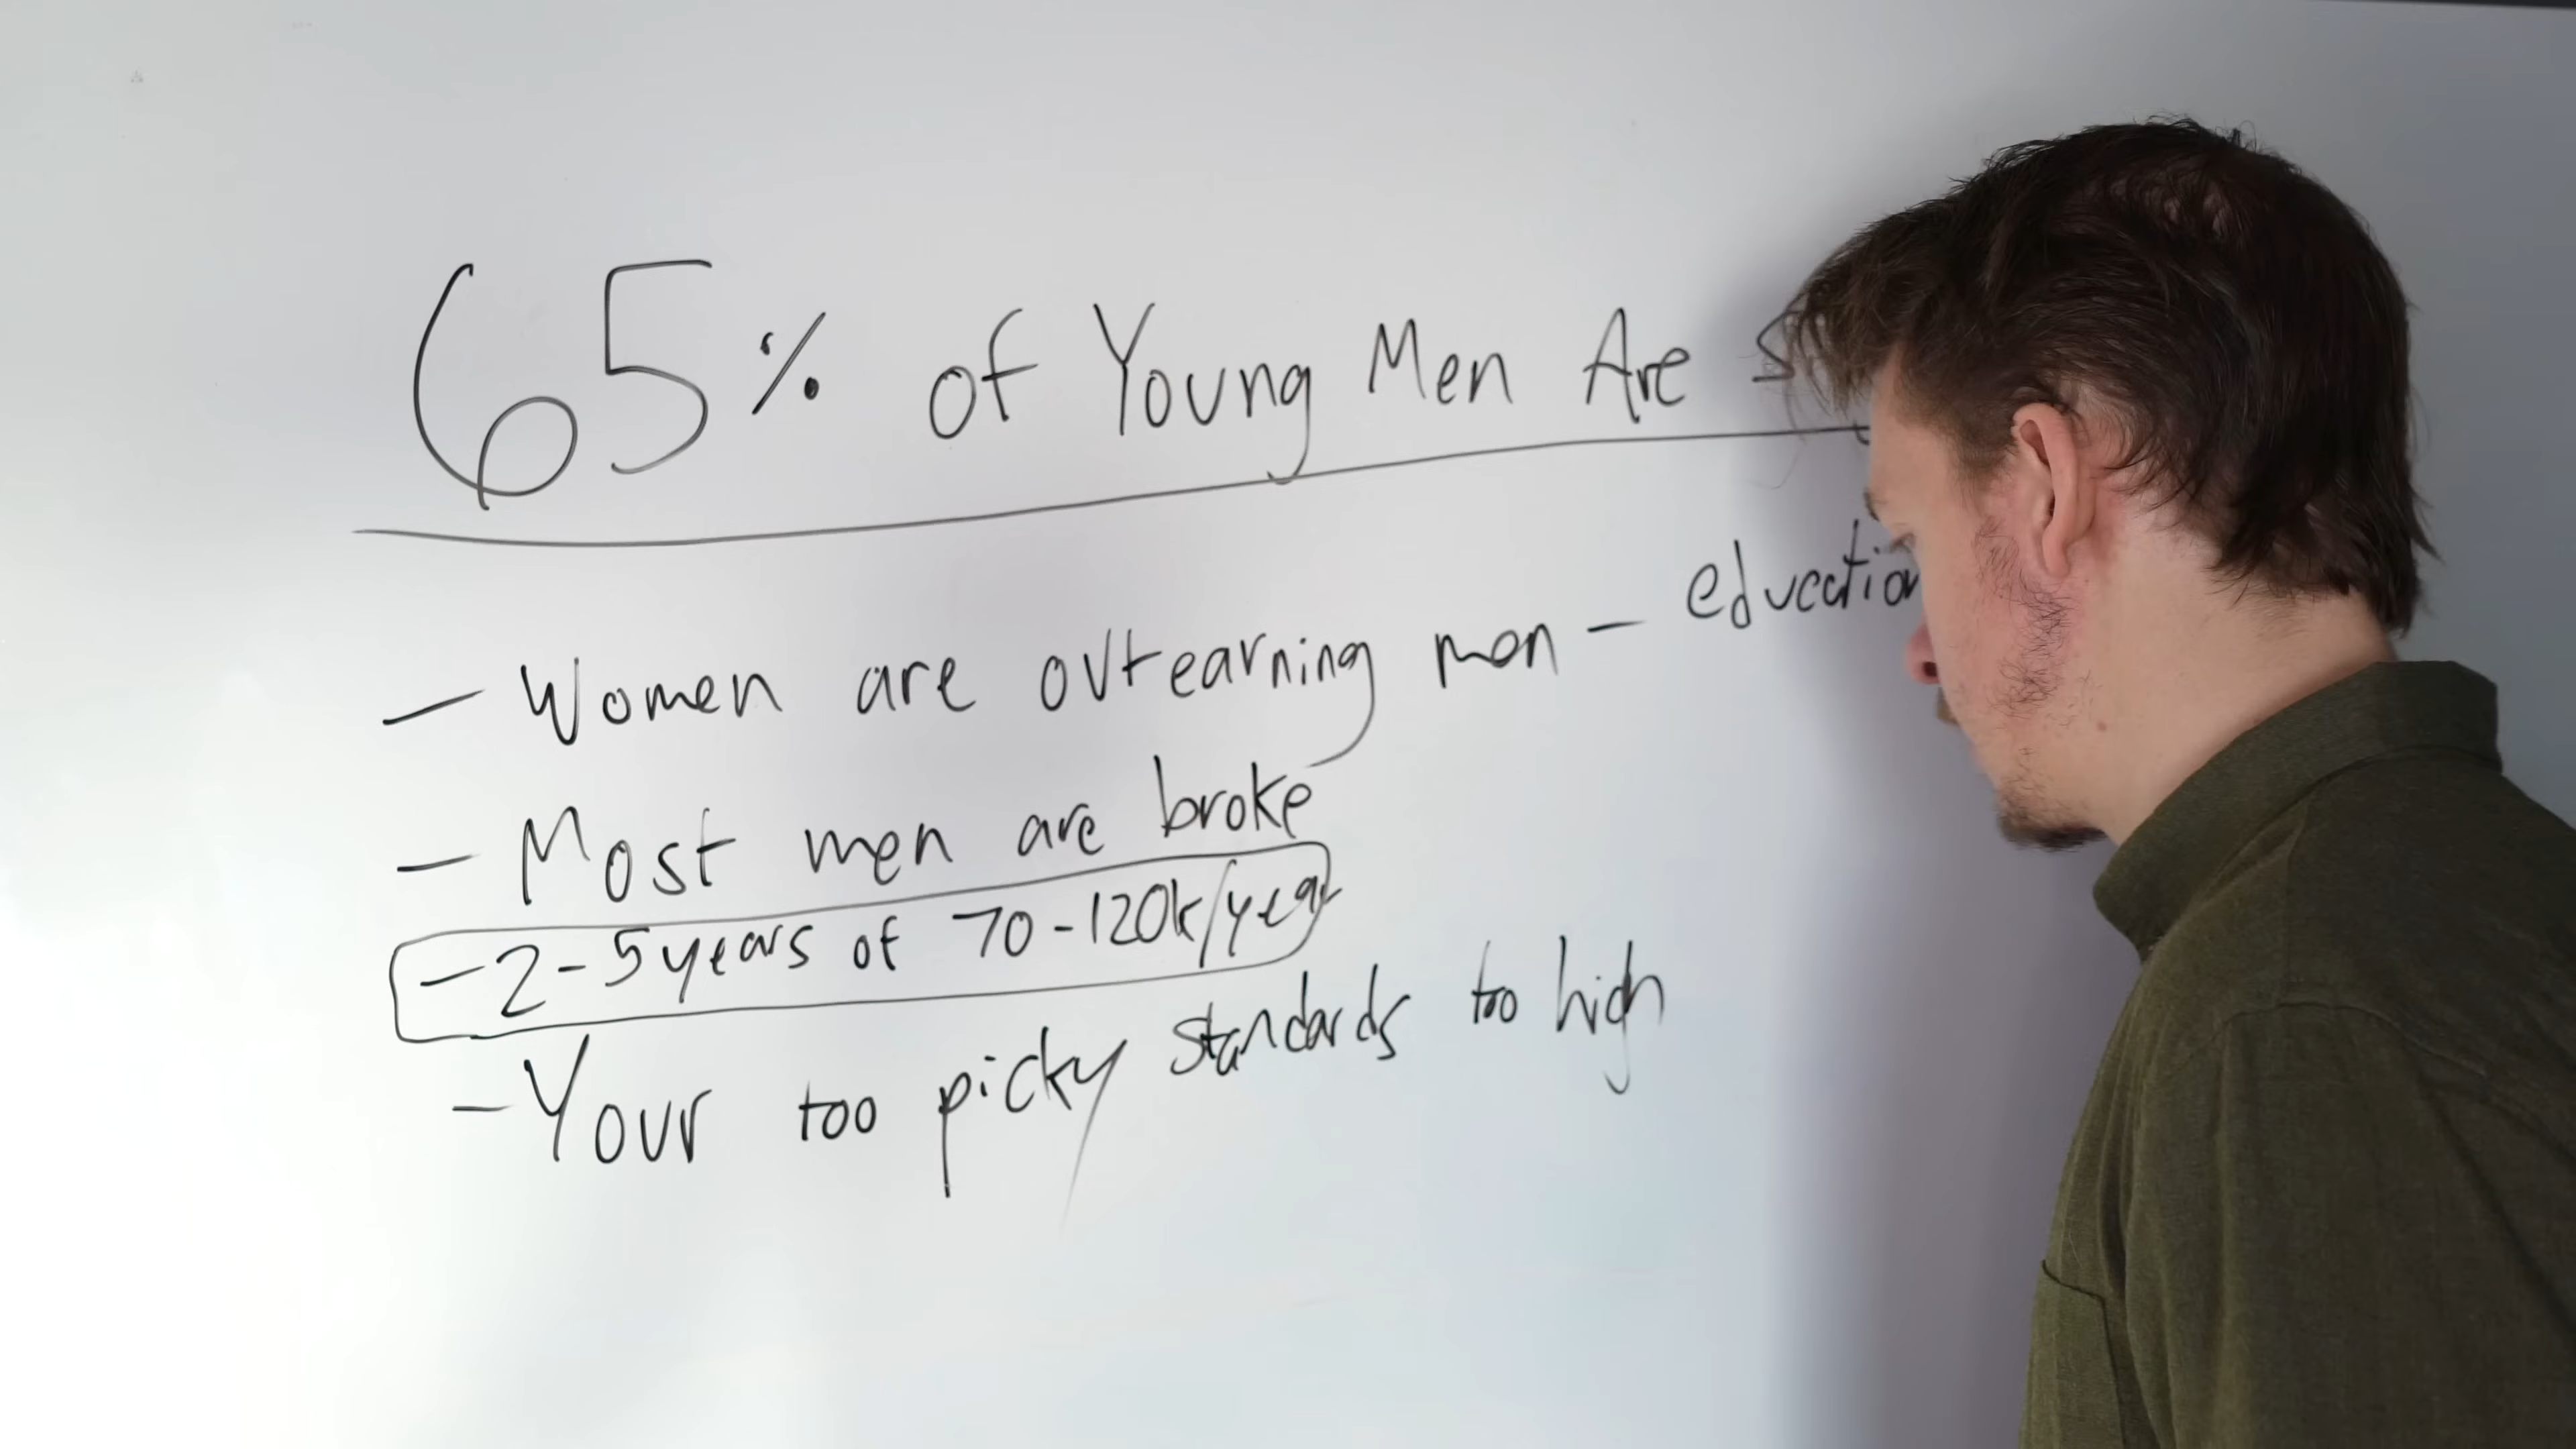 65% of Young Men Are
- Women are outearning men - education
- Most men are broke
- 2-5 years of 70-120k/year
- Your too picky standards too high